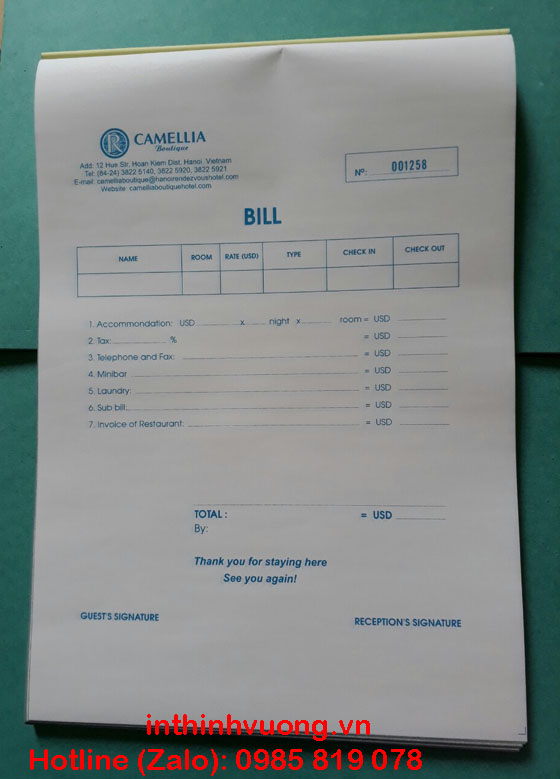 CAMELLIA
Boutique
Add: 12 Hue Str, Hoan Kiem Dist, Hanoi, Vietnam
Tel: (84-24) 3822 5140, 3822 5920, 3822 5921
E-mail: camelliaboutique@hanoirendezvoushotel.com
Website: camelliaboutiquehotel.com
Nº: 001258
BILL
NAME ROOM RATE (USD) TYPE CHECK IN CHECK OUT
1. Accommondation: USD x night x room = USD
2. Tax: % = USD
3. Telephone and Fax: = USD
4. Minibar = USD
5. Laundry: = USD
6. Sub bill: = USD
7. Invoice of Restaurant: = USD
TOTAL : = USD
By:
Thank you for staying here
See you again!
GUEST'S SIGNATURE RECEPTION'S SIGNATURE
inthinhvuong.vn
Hotline (Zalo): 0985 819 078